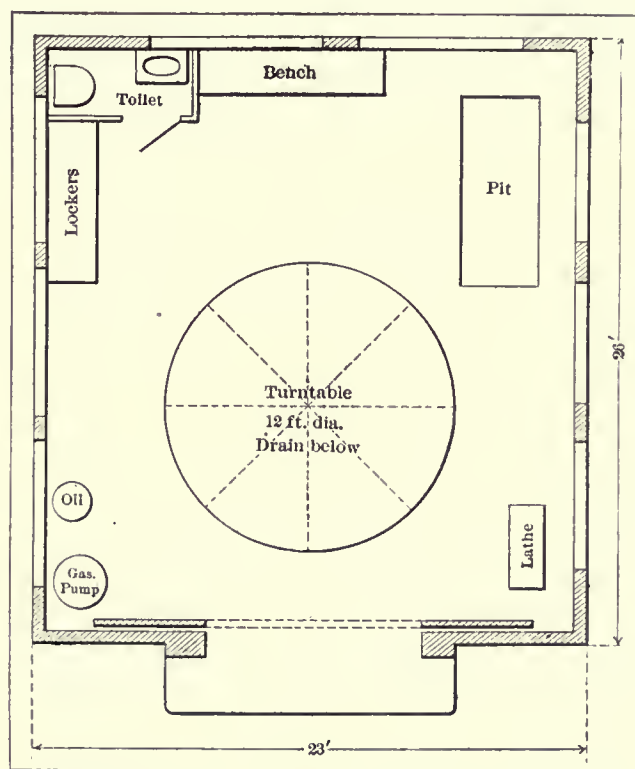 Bench
Toilet
Lockers
Pit
26′
Turntable
12 ft. dia.
Drain below
Oil
Gas.
Pump
Lathe
23′